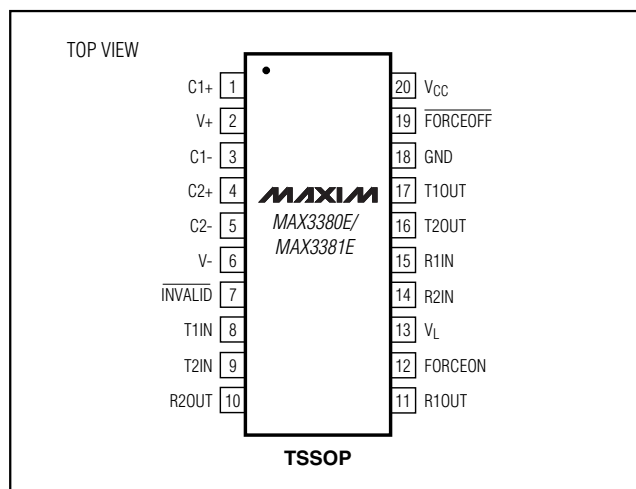 TOP VIEW
C1+ 1
V+ 2
C1- 3
C2+ 4
C2- 5
V- 6
INVALID 7
T1IN 8
T2IN 9
R2OUT 10
MAXIM
MAX3380E/
MAX3381E
20 VCC
19 FORCEOFF
18 GND
17 T1OUT
16 T2OUT
15 R1IN
14 R2IN
13 VL
12 FORCEON
11 R1OUT
TSSOP